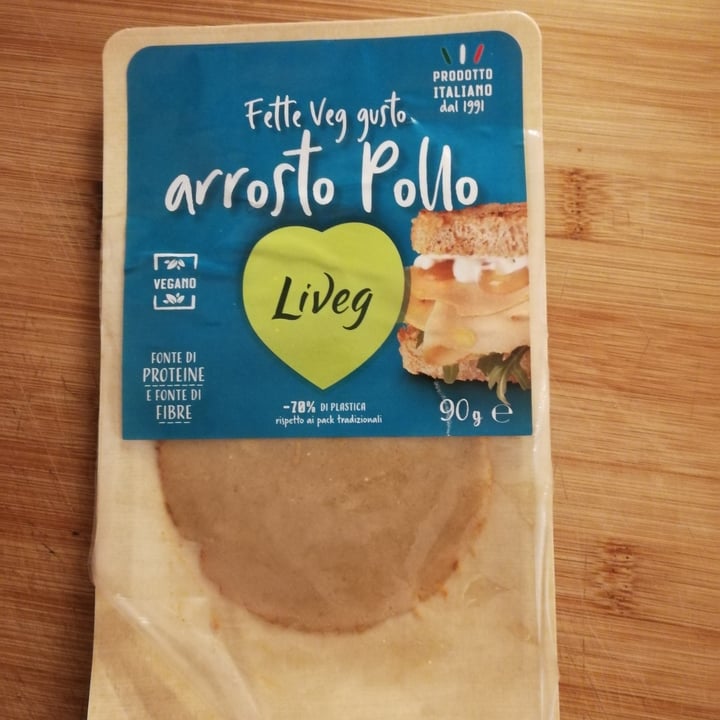 PRODOTTO
ITALIANO
dal 1991
Fette Veg gusto
arrosto Pollo
LiVeg
VEGANO
FONTE DI
PROTEINE
E FONTE DI
FIBRE
-70% DI PLASTICA
rispetto ai pack tradizionali
90g e